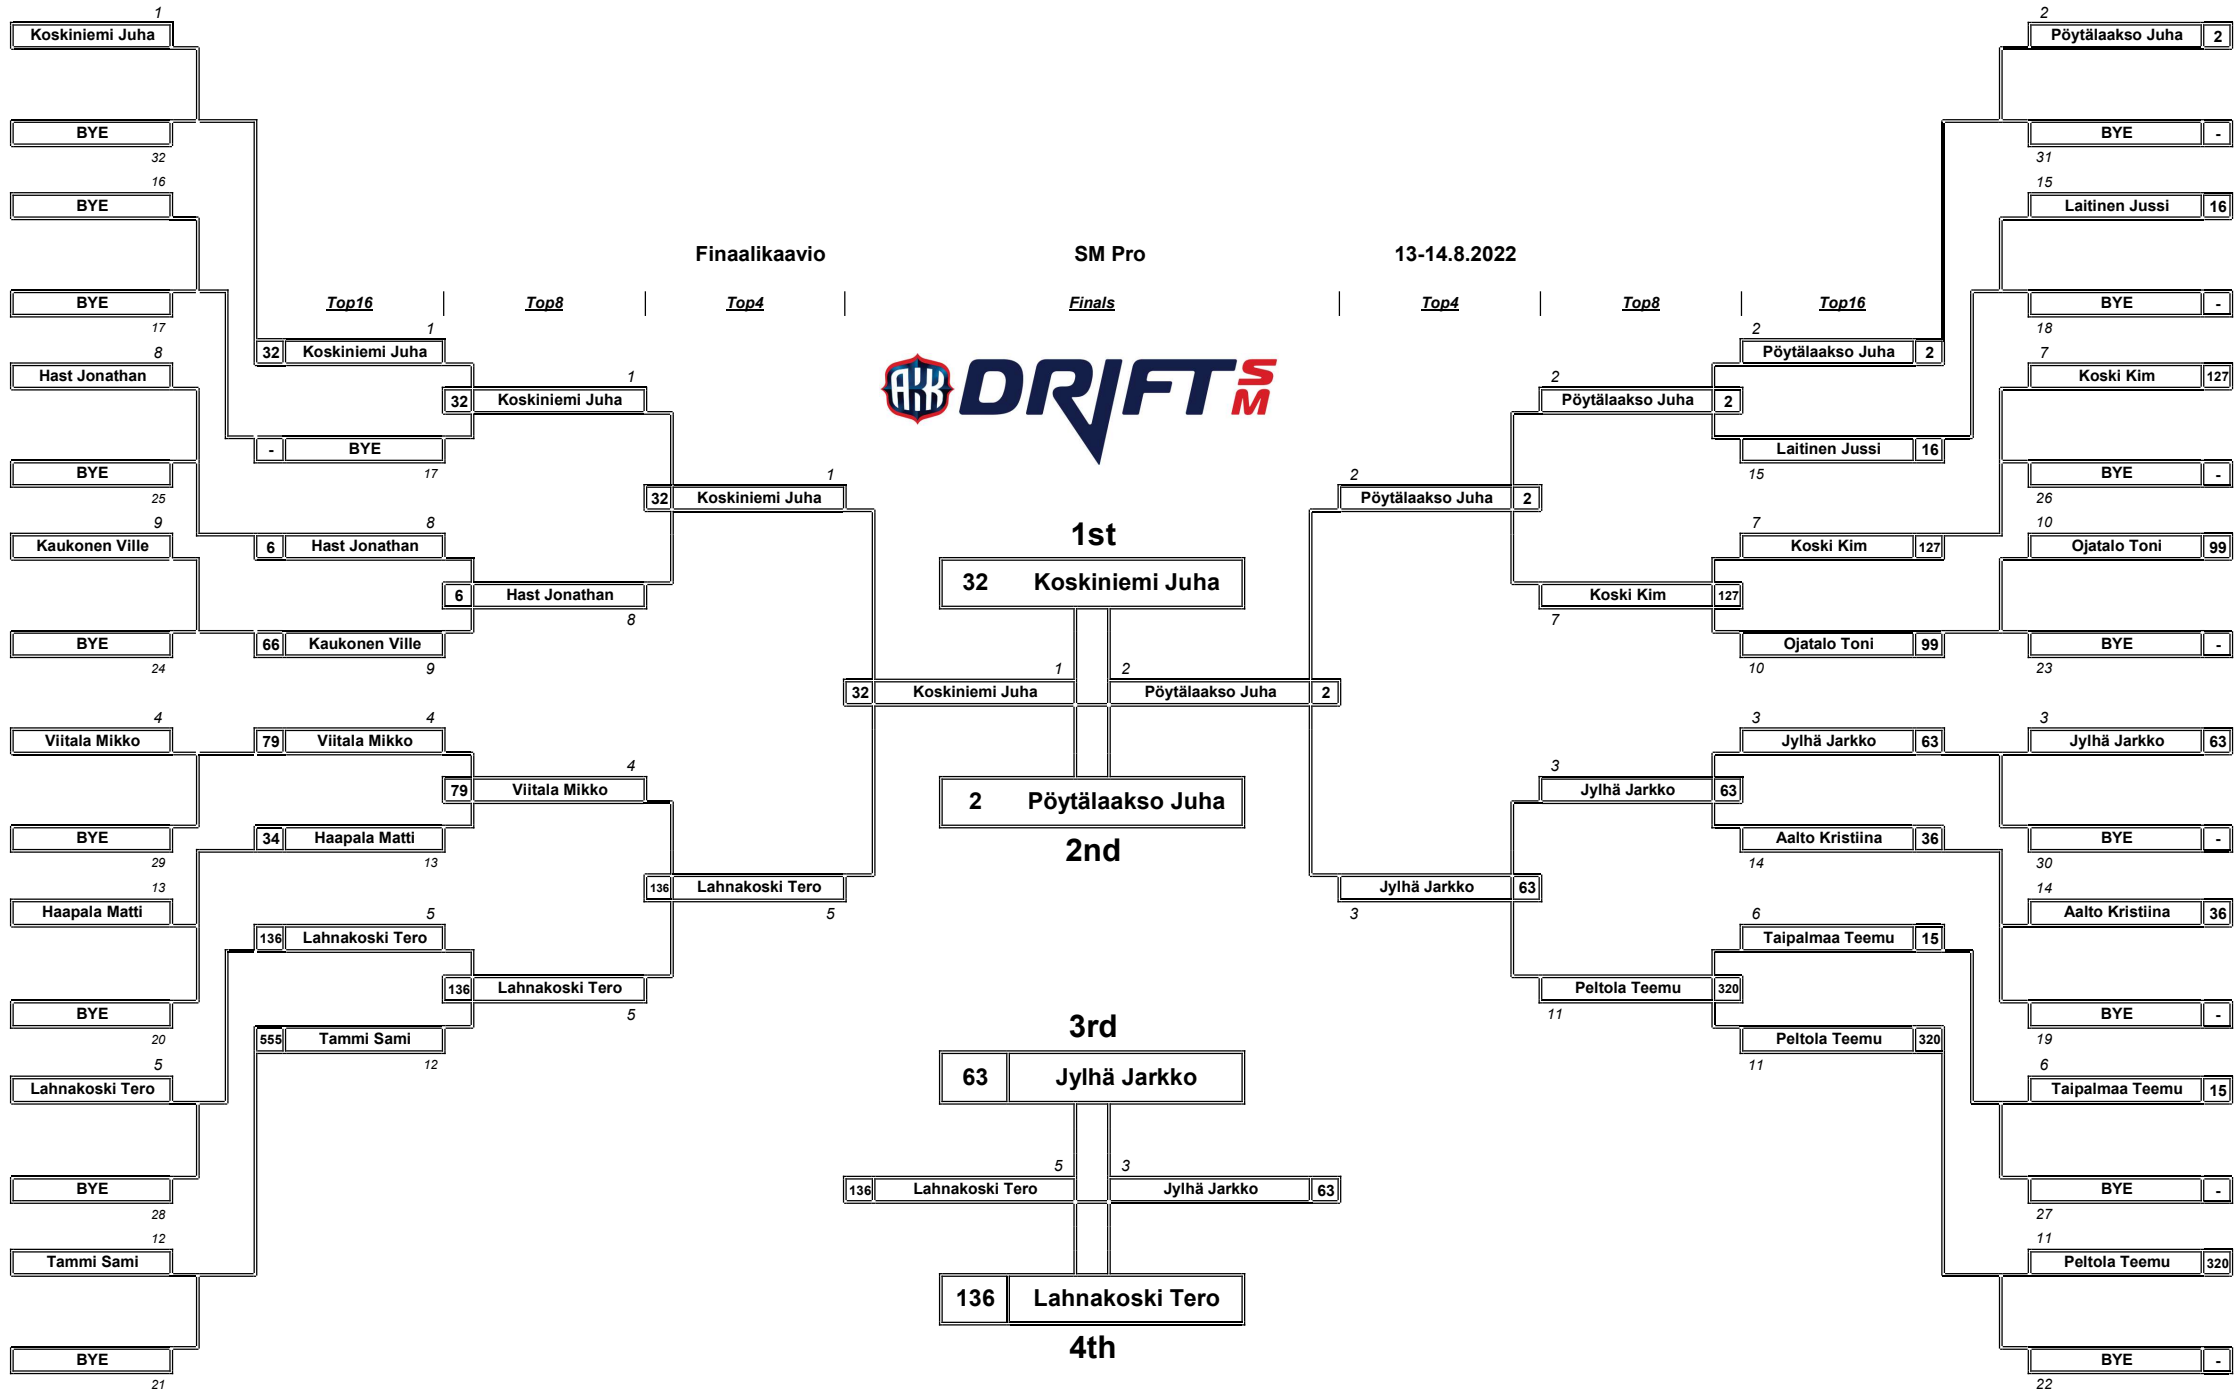 1
Koskiniemi Juha
BYE
32
16
BYE
BYE
17
8
Hast Jonathan
BYE
25
9
Kaukonen Ville
BYE
24
4
Viitala Mikko
BYE
29
13
Haapala Matti
BYE
20
5
Lahnakoski Tero
BYE
28
12
Tammi Sami
BYE
21
Finaalikaavio SM Pro 13-14.8.2022
Top16 Top8 Top4 Finals Top4 Top8 Top16
1
32 Koskiniemi Juha
- BYE
17
8
6 Hast Jonathan
66 Kaukonen Ville
9
4
79 Viitala Mikko
34 Haapala Matti
13
5
136 Lahnakoski Tero
555 Tammi Sami
12
1
32 Koskiniemi Juha
6 Hast Jonathan
8
4
79 Viitala Mikko
136 Lahnakoski Tero
5
1
32 Koskiniemi Juha
136 Lahnakoski Tero
5
AKK DRIFT SM
1st
32 Koskiniemi Juha
1 2
32 Koskiniemi Juha Pöytälaakso Juha 2
2 Pöytälaakso Juha
2nd
3rd
63 Jylhä Jarkko
5 3
136 Lahnakoski Tero Jylhä Jarkko 63
136 Lahnakoski Tero
4th
2
Pöytälaakso Juha 2
Jylhä Jarkko 63
3
2
Pöytälaakso Juha 2
Koski Kim 127
7
3
Jylhä Jarkko 63
Peltola Teemu 320
11
2
Pöytälaakso Juha 2
Laitinen Jussi 16
15
7
Koski Kim 127
Ojatalo Toni 99
10
3
Jylhä Jarkko 63
Aalto Kristiina 36
14
6
Taipalmaa Teemu 15
Peltola Teemu 320
11
2
Pöytälaakso Juha 2
BYE -
31
15
Laitinen Jussi 16
BYE -
18
7
Koski Kim 127
BYE -
26
10
Ojatalo Toni 99
BYE -
23
3
Jylhä Jarkko 63
BYE -
30
14
Aalto Kristiina 36
BYE -
19
6
Taipalmaa Teemu 15
BYE -
27
11
Peltola Teemu 320
BYE -
22